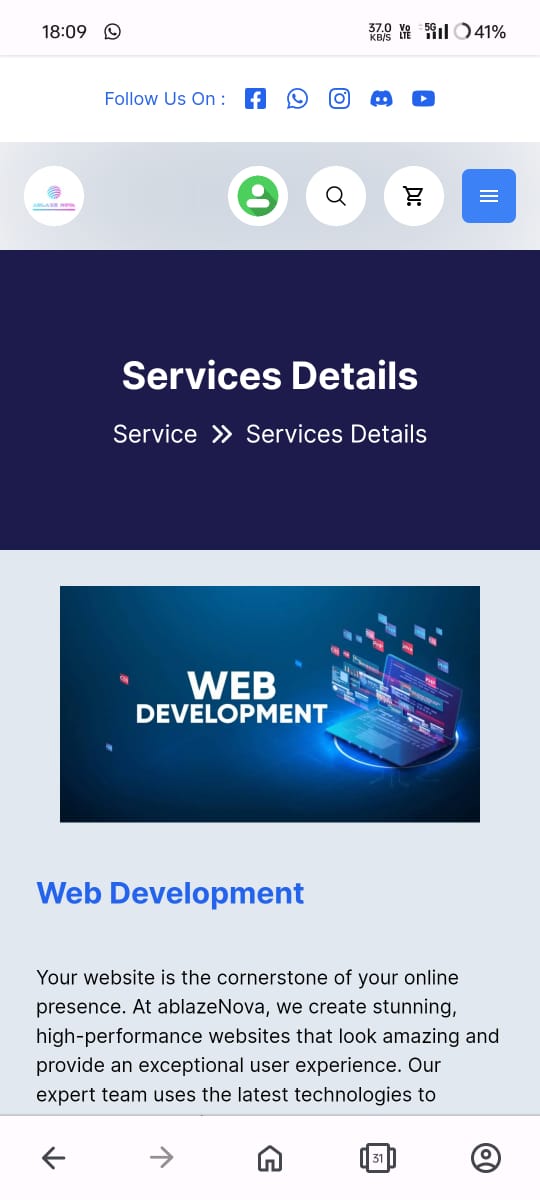 18:09 37.0 KB/S Vo LTE 5G 41%
Follow Us On :
ABLAZE NOVA
Services Details
Service Services Details
WEB
DEVELOPMENT
Web Development
Your website is the cornerstone of your online
presence. At ablazeNova, we create stunning,
high-performance websites that look amazing and
provide an exceptional user experience. Our
expert team uses the latest technologies to
31